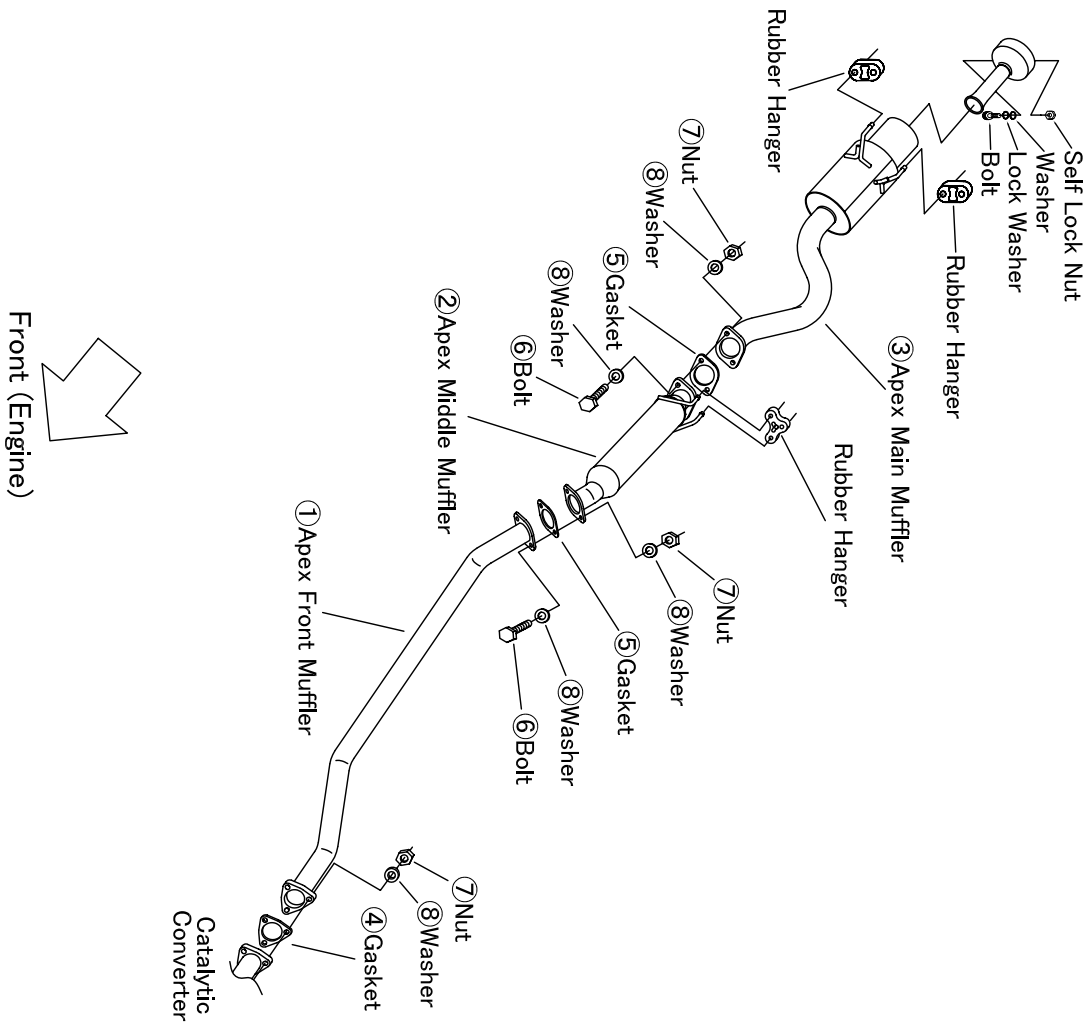 Self Lock Nut
Washer
Lock Washer
Bolt
Rubber Hanger
③Apex Main Muffler
Rubber Hanger
Rubber Hanger
⑦Nut
⑧Washer
⑤Gasket
⑧Washer
⑥Bolt
②Apex Middle Muffler
⑦Nut
⑧Washer
⑤Gasket
⑧Washer
⑥Bolt
①Apex Front Muffler
⑦Nut
⑧Washer
④Gasket
Catalytic
Converter
Front (Engine)